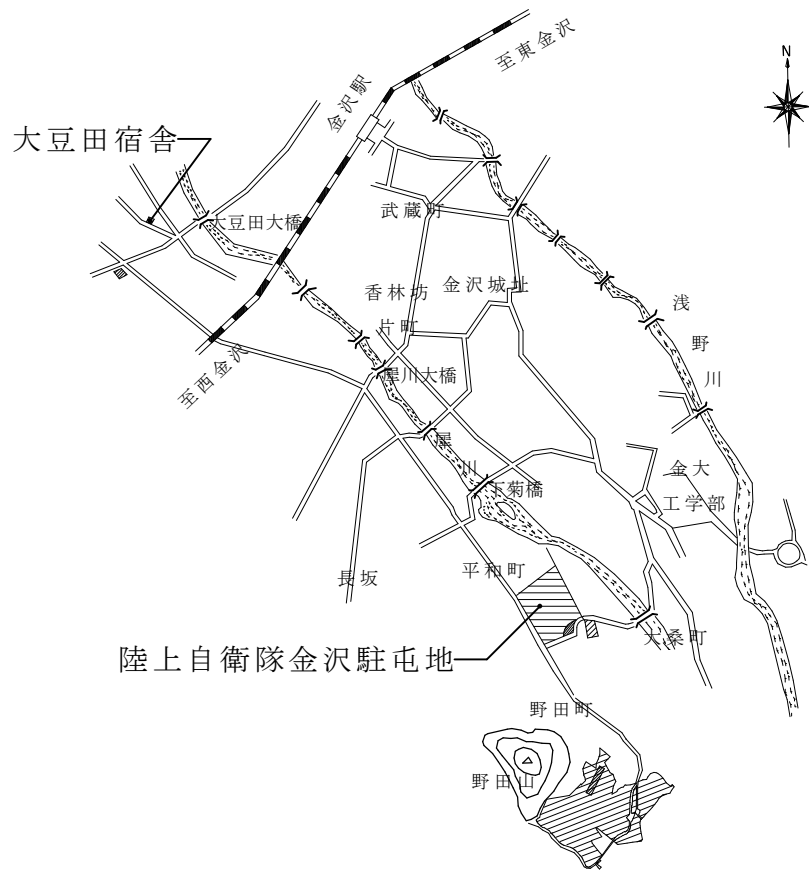 至東金沢
N
金沢駅
大豆田宿舎
武蔵町
大豆田大橋
金沢城址
香林坊
浅野川
片町
至西金沢
犀川大橋
犀川
金大
工学部
下菊橋
平和町
長坂
大桑町
陸上自衛隊金沢駐屯地
野田町
野田山